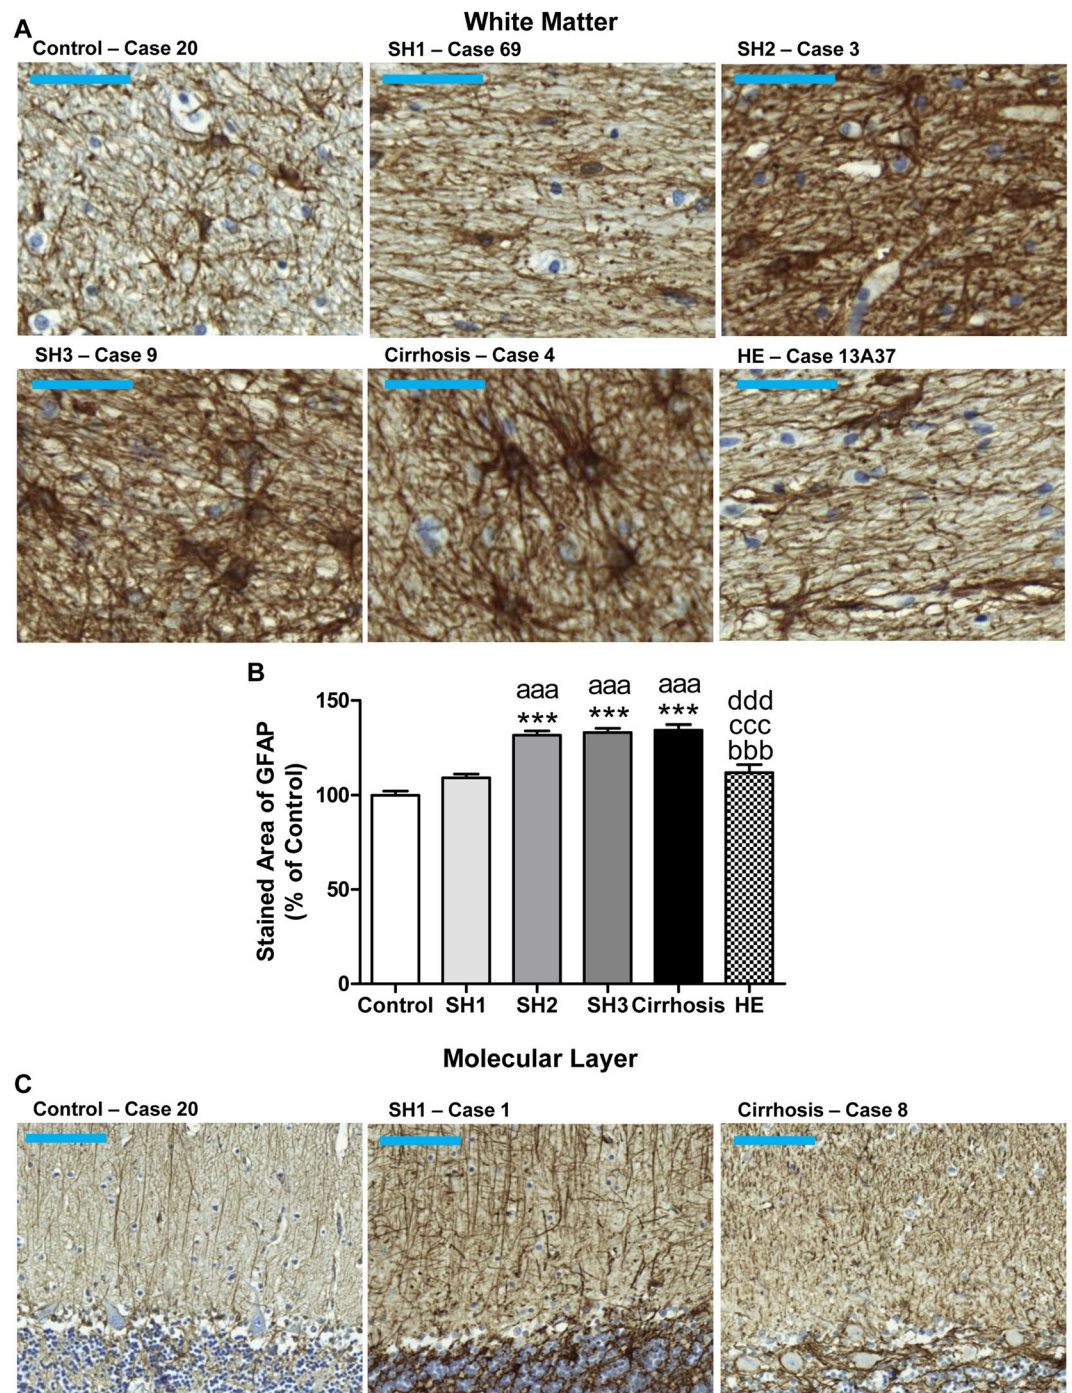 White Matter
A
Control – Case 20
SH1 – Case 69
SH2 – Case 3
SH3 – Case 9
Cirrhosis – Case 4
HE – Case 13A37
B
Stained Area of GFAP
(% of Control)
150
100
50
0
aaa
***
aaa
***
aaa
***
ddd
ccc
bbb
Control
SH1
SH2
SH3
Cirrhosis
HE
Molecular Layer
C
Control – Case 20
SH1 – Case 1
Cirrhosis – Case 8